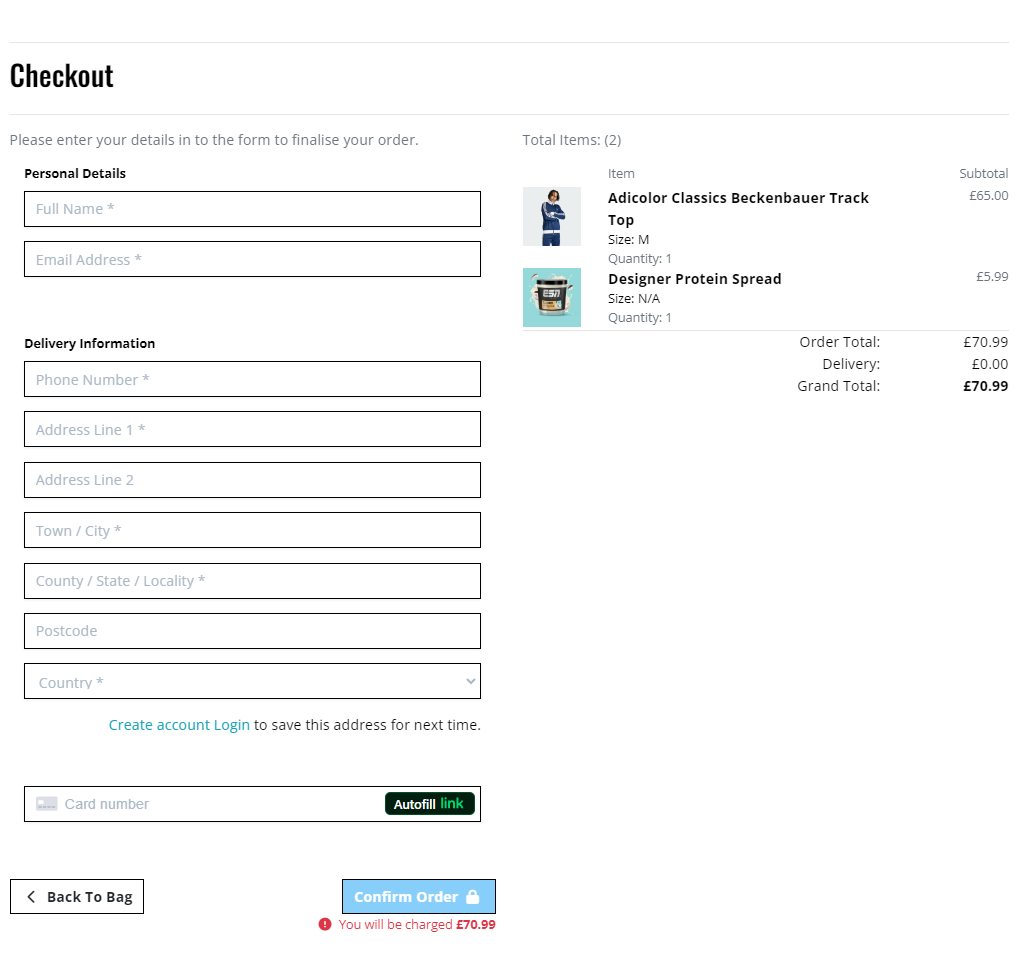 Checkout
Please enter your details in to the form to finalise your order.
Personal Details
Full Name *
Email Address *
Delivery Information
Phone Number *
Address Line 1 *
Address Line 2
Town / City *
County / State / Locality *
Postcode
Country *
Create account Login to save this address for next time.
Card number
Autofill link
Back To Bag
Confirm Order
You will be charged £70.99
Total Items: (2)
Item Subtotal
Adicolor Classics Beckenbauer Track £65.00
Top
Size: M
Quantity: 1
ESN
Designer Protein Spread £5.99
Size: N/A
Quantity: 1
Order Total: £70.99
Delivery: £0.00
Grand Total: £70.99